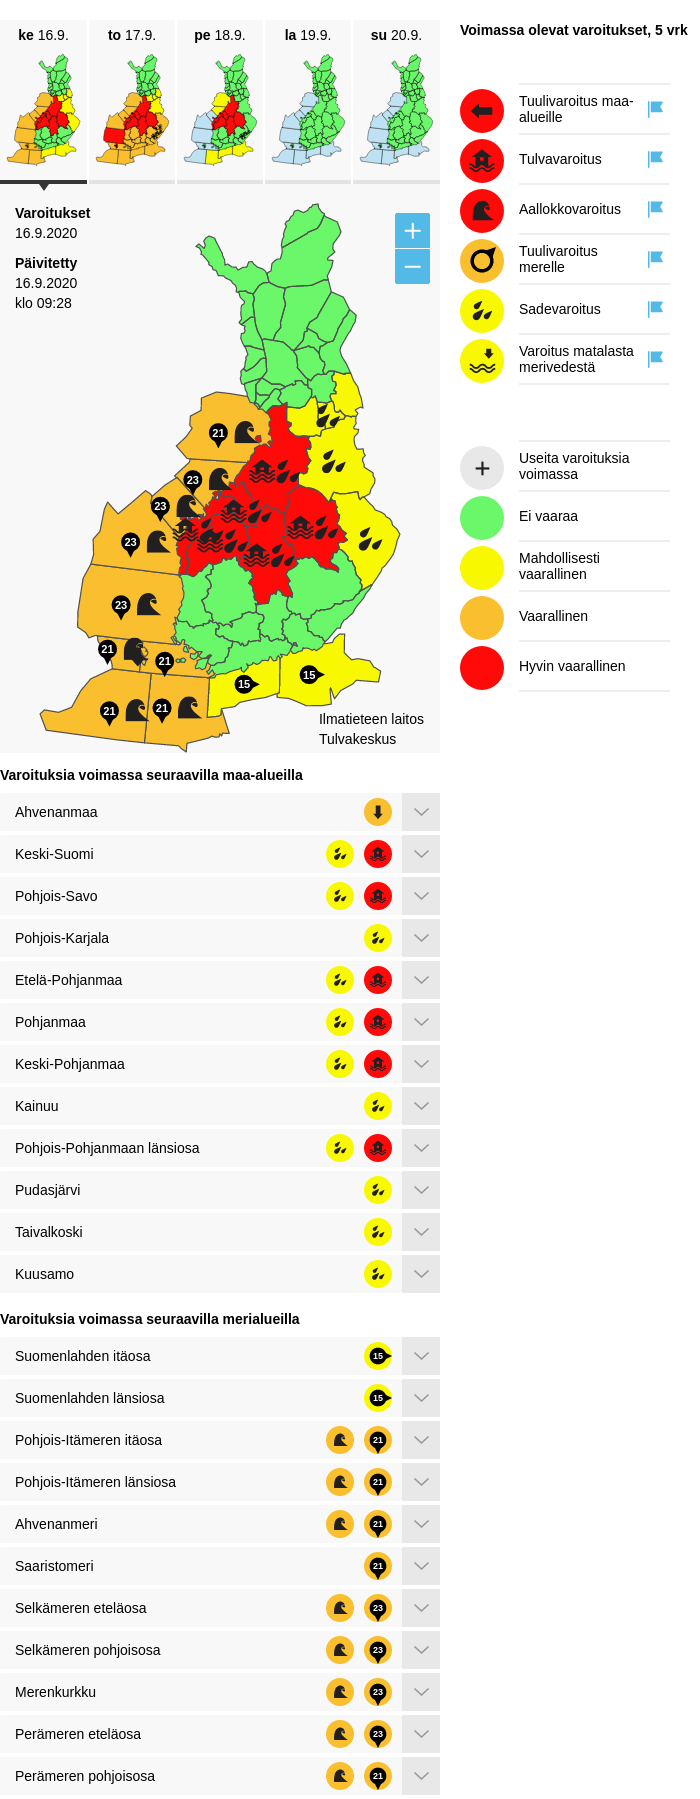 ke 16.9.
to 17.9.
pe 18.9.
la 19.9.
su 20.9.
Varoitukset
16.9.2020
Päivitetty
16.9.2020
klo 09:28
21
23
23
23
23
21
21
21
21
15
15
Ilmatieteen laitos
Tulvakeskus
Voimassa olevat varoitukset, 5 vrk
Tuulivaroitus maa-
alueille
Tulvavaroitus
Aallokkovaroitus
Tuulivaroitus
merelle
Sadevaroitus
Varoitus matalasta
merivedestä
Useita varoituksia
voimassa
Ei vaaraa
Mahdollisesti
vaarallinen
Vaarallinen
Hyvin vaarallinen
Varoituksia voimassa seuraavilla maa-alueilla
Ahvenanmaa
Keski-Suomi
Pohjois-Savo
Pohjois-Karjala
Etelä-Pohjanmaa
Pohjanmaa
Keski-Pohjanmaa
Kainuu
Pohjois-Pohjanmaan länsiosa
Pudasjärvi
Taivalkoski
Kuusamo
Varoituksia voimassa seuraavilla merialueilla
Suomenlahden itäosa 15
Suomenlahden länsiosa 15
Pohjois-Itämeren itäosa 21
Pohjois-Itämeren länsiosa 21
Ahvenanmeri 21
Saaristomeri 21
Selkämeren eteläosa 23
Selkämeren pohjoisosa 23
Merenkurkku 23
Perämeren eteläosa 23
Perämeren pohjoisosa 21